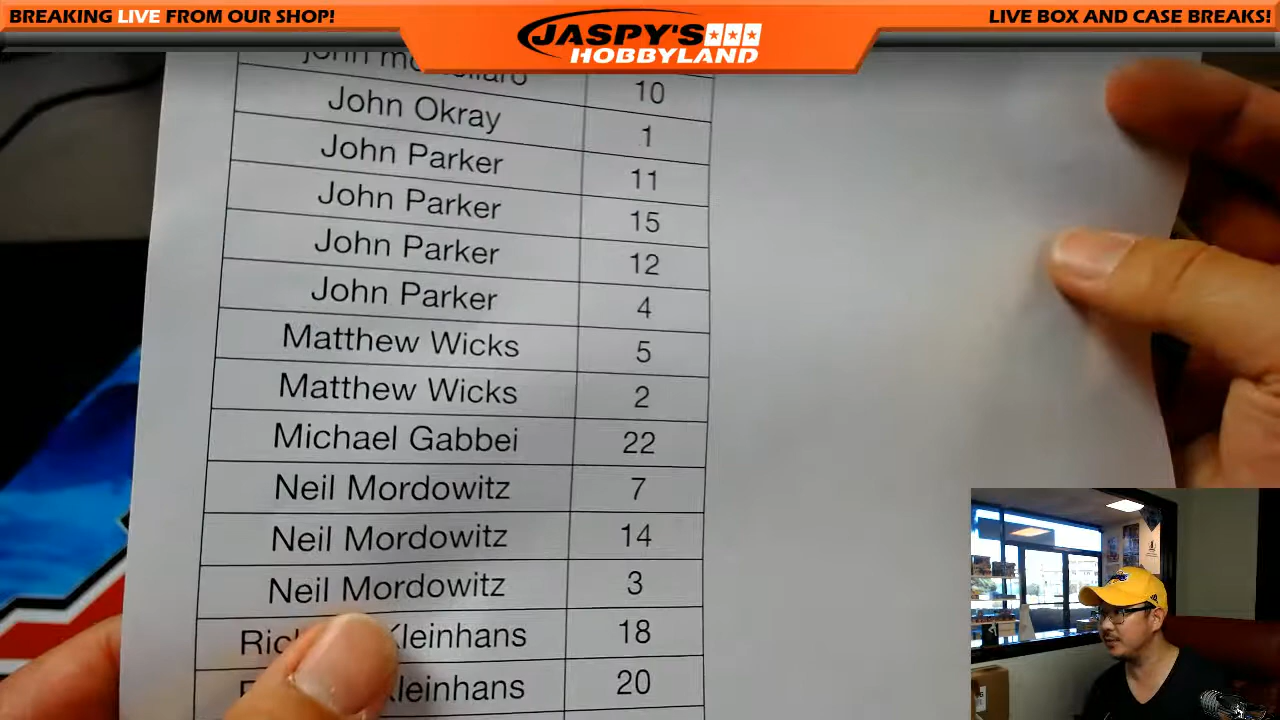 BREAKING LIVE FROM OUR SHOP!
JASPY'S
HOBBYLAND
LIVE BOX AND CASE BREAKS!
John 10
John Okray 1
John Parker 11
John Parker 15
John Parker 12
John Parker 4
Matthew Wicks 5
Matthew Wicks 2
Michael Gabbei 22
Neil Mordowitz 7
Neil Mordowitz 14
Neil Mordowitz 3
Kleinhans 18
Kleinhans 20